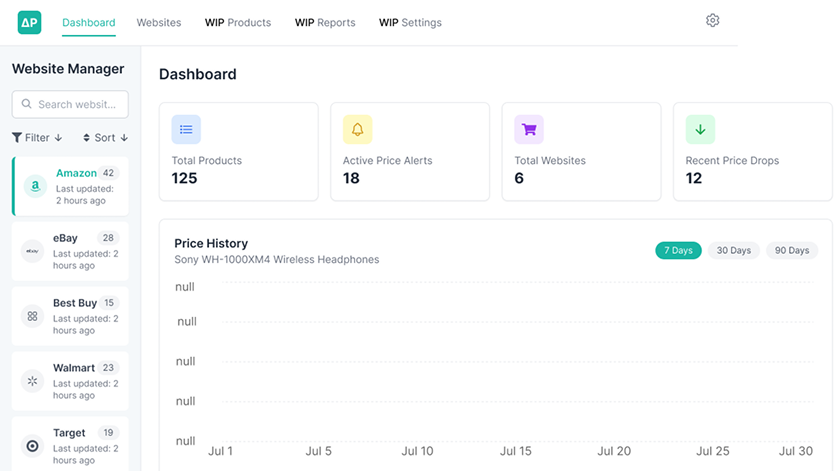 ΔP Dashboard Websites WIP Products WIP Reports WIP Settings
Website Manager
Search websit...
Filter ↓ Sort ↓
Amazon 42
Last updated:
2 hours ago
eBay 28
Last updated: 2
hours ago
Best Buy 15
Last updated: 2
hours ago
Walmart 23
Last updated: 2
hours ago
Target 19
Last updated: 2
hours ago
Dashboard
Total Products
125
Active Price Alerts
18
Total Websites
6
Recent Price Drops
12
Price History
Sony WH-1000XM4 Wireless Headphones
7 Days 30 Days 90 Days
null
null
null
null
null
Jul 1 Jul 5 Jul 10 Jul 15 Jul 20 Jul 25 Jul 30